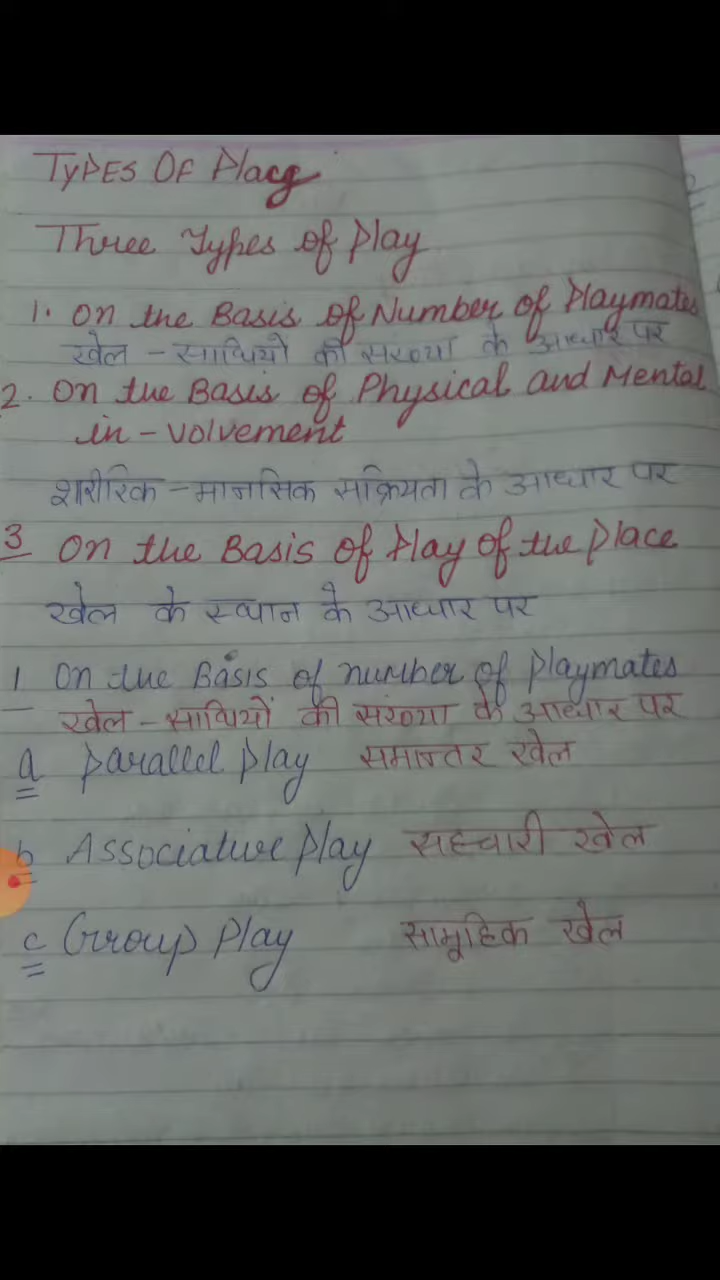 TYPES OF Play
Three Types of Play
1. On the Basis of Number of Playmates
खेल - साथियों की संख्या के आधार पर
2. On the Basis of Physical and Mental
in-volvement
शारीरिक - मानसिक सक्रियता के आधार पर
3 On the Basis of Play of the Place
खेल के स्थान के आधार पर
1 On the Basis of number of Playmates
खेल - साथियों की संख्या के आधार पर
a Parallel Play समान्तर खेल
b Associative Play सहचारी खेल
c Group Play सामूहिक खेल